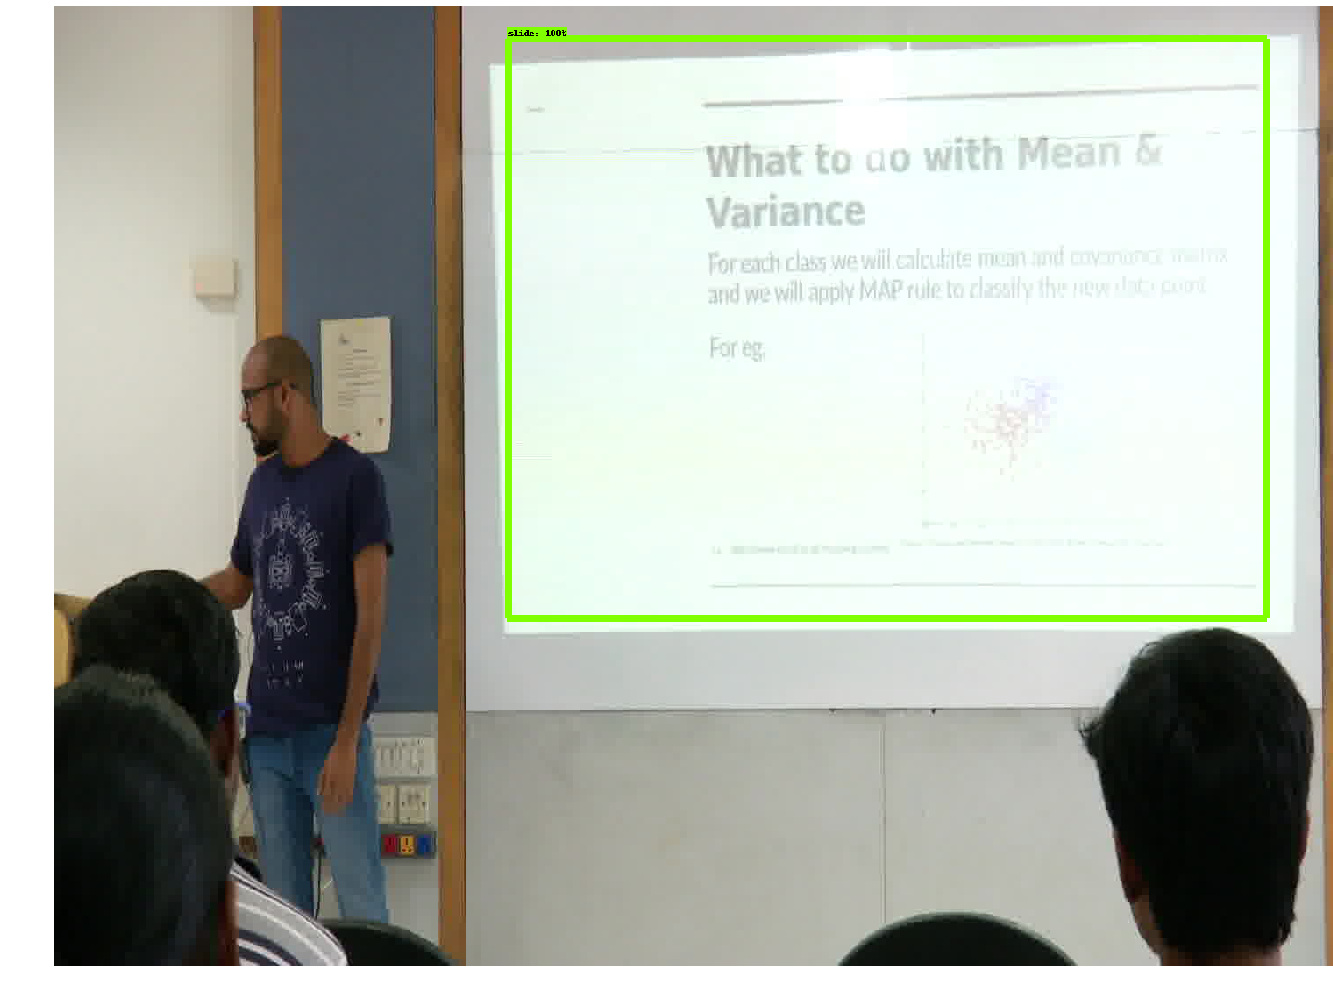 slide: 100%
What to do with Mean &
Variance
For each class we will calculate mean and covariance matrix
and we will apply MAP rule to classify the new data point
For eg.